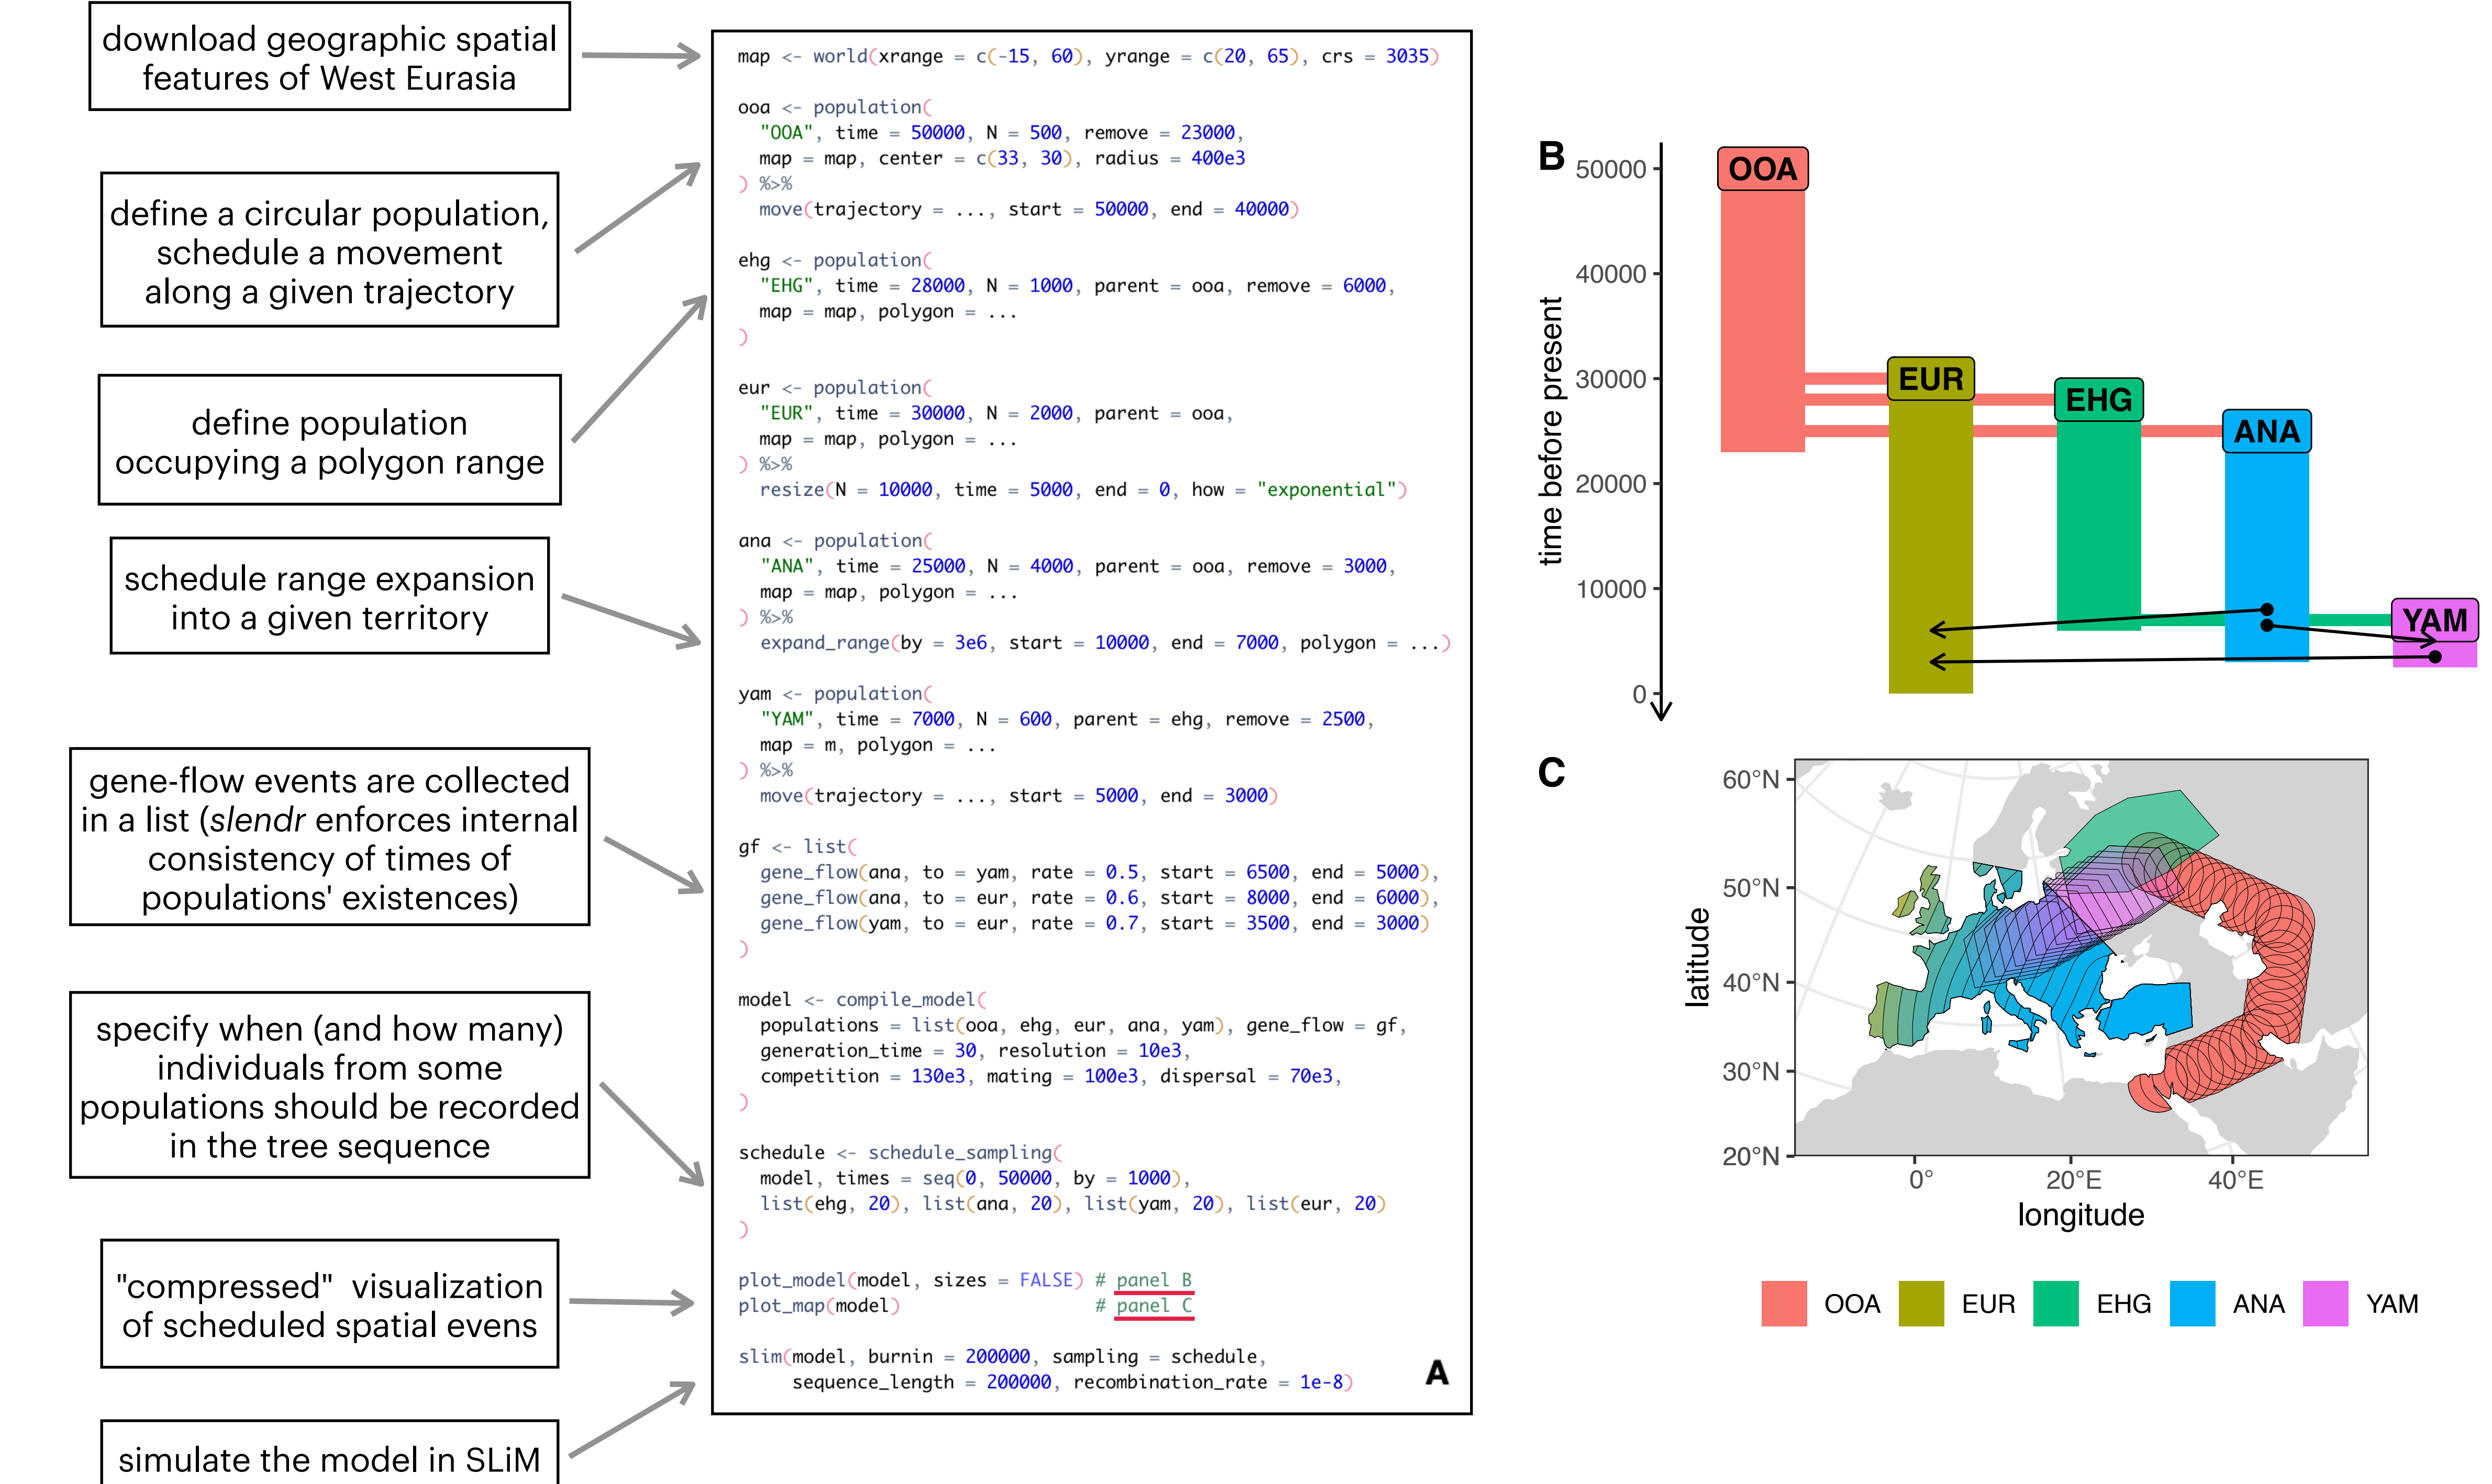 download geographic spatial
features of West Eurasia
define a circular population,
schedule a movement
along a given trajectory
define population
occupying a polygon range
schedule range expansion
into a given territory
gene-flow events are collected
in a list (slendr enforces internal
consistency of times of
populations' existences)
specify when (and how many)
individuals from some
populations should be recorded
in the tree sequence
"compressed"  visualization
of scheduled spatial evens
simulate the model in SLiM
map <- world(xrange = c(-15, 60), yrange = c(20, 65), crs = 3035)
ooa <- population(
  "OOA", time = 50000, N = 500, remove = 23000,
  map = map, center = c(33, 30), radius = 400e3
) %>%
  move(trajectory = ..., start = 50000, end = 40000)
ehg <- population(
  "EHG", time = 28000, N = 1000, parent = ooa, remove = 6000,
  map = map, polygon = ...
)
eur <- population(
  "EUR", time = 30000, N = 2000, parent = ooa,
  map = map, polygon = ...
) %>%
  resize(N = 10000, time = 5000, end = 0, how = "exponential")
ana <- population(
  "ANA", time = 25000, N = 4000, parent = ooa, remove = 3000,
  map = map, polygon = ...
) %>%
  expand_range(by = 3e6, start = 10000, end = 7000, polygon = ...)
yam <- population(
  "YAM", time = 7000, N = 600, parent = ehg, remove = 2500,
  map = m, polygon = ...
) %>%
  move(trajectory = ..., start = 5000, end = 3000)
gf <- list(
  gene_flow(ana, to = yam, rate = 0.5, start = 6500, end = 5000),
  gene_flow(ana, to = eur, rate = 0.6, start = 8000, end = 6000),
  gene_flow(yam, to = eur, rate = 0.7, start = 3500, end = 3000)
)
model <- compile_model(
  populations = list(ooa, ehg, eur, ana, yam), gene_flow = gf,
  generation_time = 30, resolution = 10e3,
  competition = 130e3, mating = 100e3, dispersal = 70e3,
)
schedule <- schedule_sampling(
  model, times = seq(0, 50000, by = 1000),
  list(ehg, 20), list(ana, 20), list(yam, 20), list(eur, 20)
)
plot_model(model, sizes = FALSE) # panel B
plot_map(model)                  # panel C
slim(model, burnin = 200000, sampling = schedule,
     sequence_length = 200000, recombination_rate = 1e-8)
A
B
time before present
50000
40000
30000
20000
10000
0
OOA
EUR
EHG
ANA
YAM
C
latitude
60°N
50°N
40°N
30°N
20°N
0°
20°E
40°E
longitude
OOA
EUR
EHG
ANA
YAM